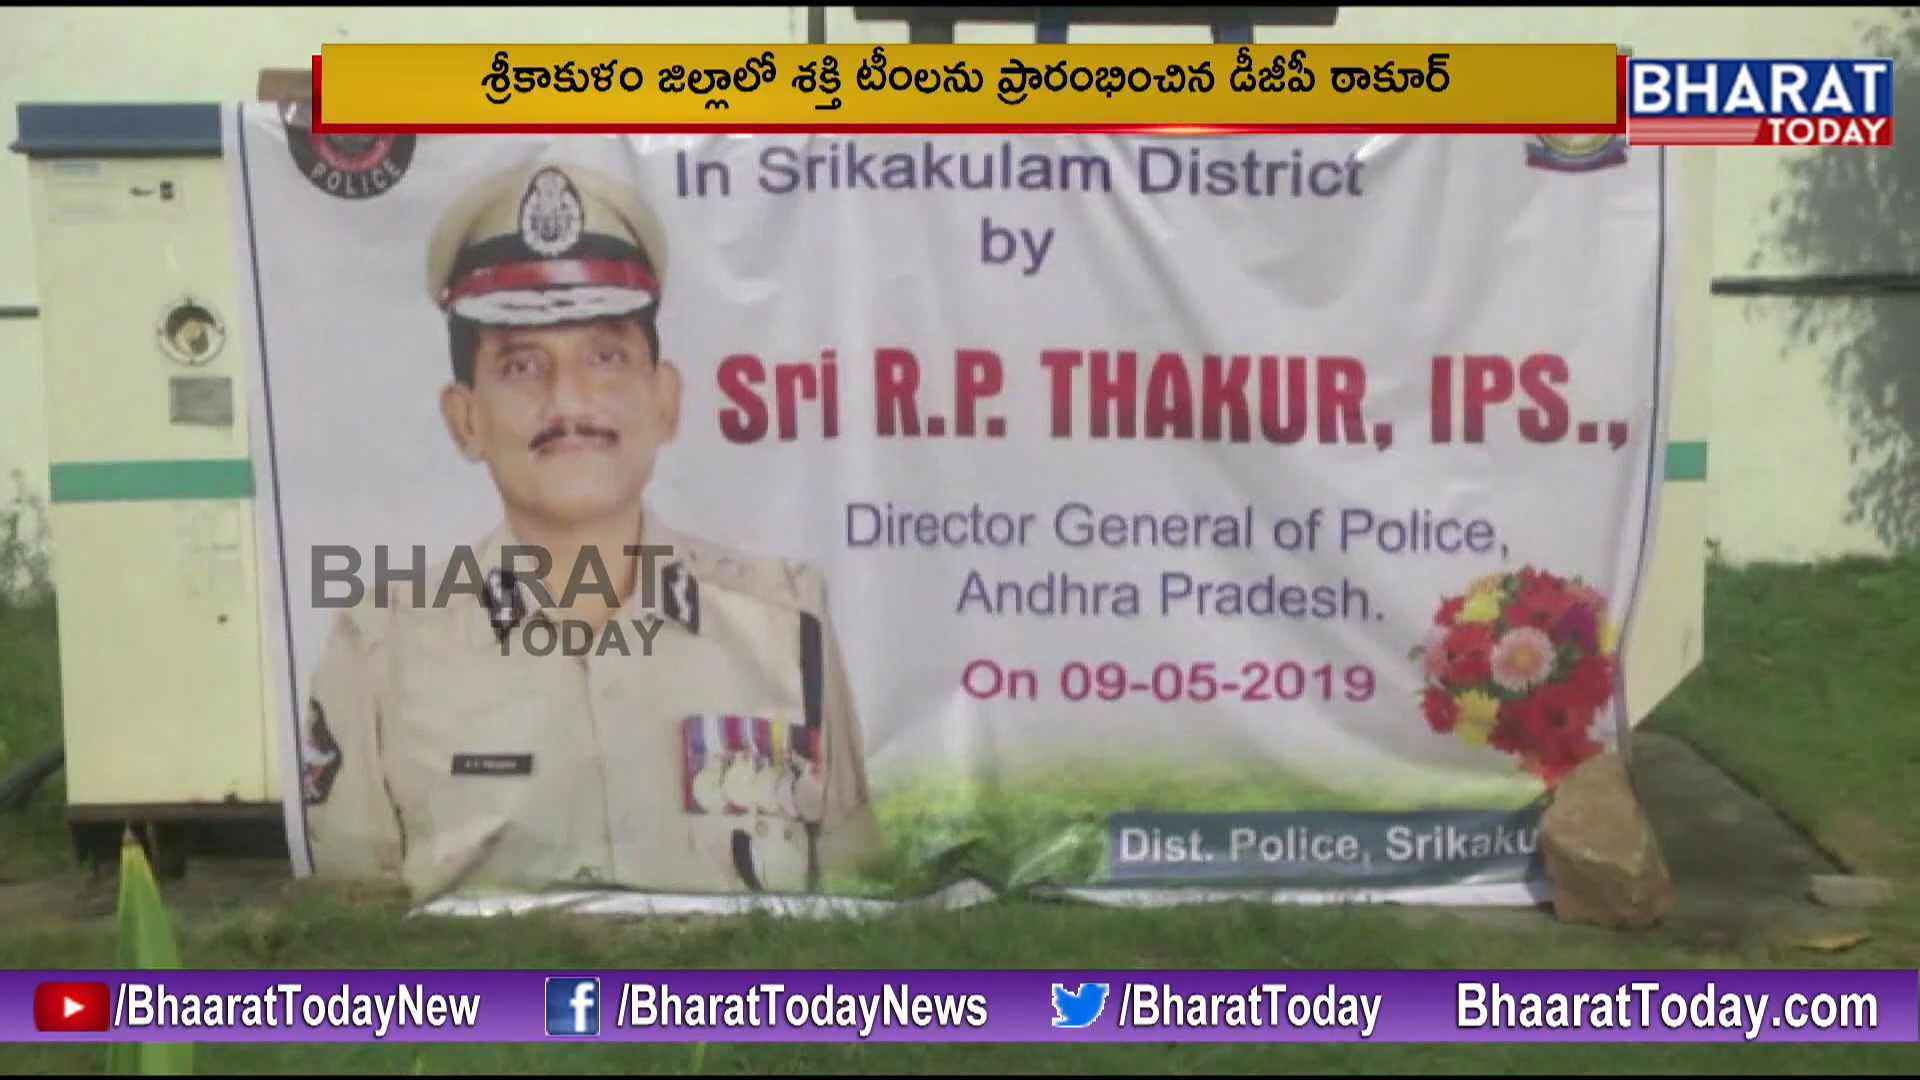 శ్రీకాకుళం జిల్లాలో శక్తి టీంలను ప్రారంభించిన డీజీపీ ఠాకూర్
BHARAT
TODAY
POLICE
In Srikakulam District
by
Sri R.P. THAKUR, IPS.,
Director General of Police,
Andhra Pradesh.
On 09-05-2019
BHARAT
TODAY
Dist. Police, Srikaku
/BhaaratTodayNew
/BharatTodayNews
/BharatToday
BhaaratToday.com